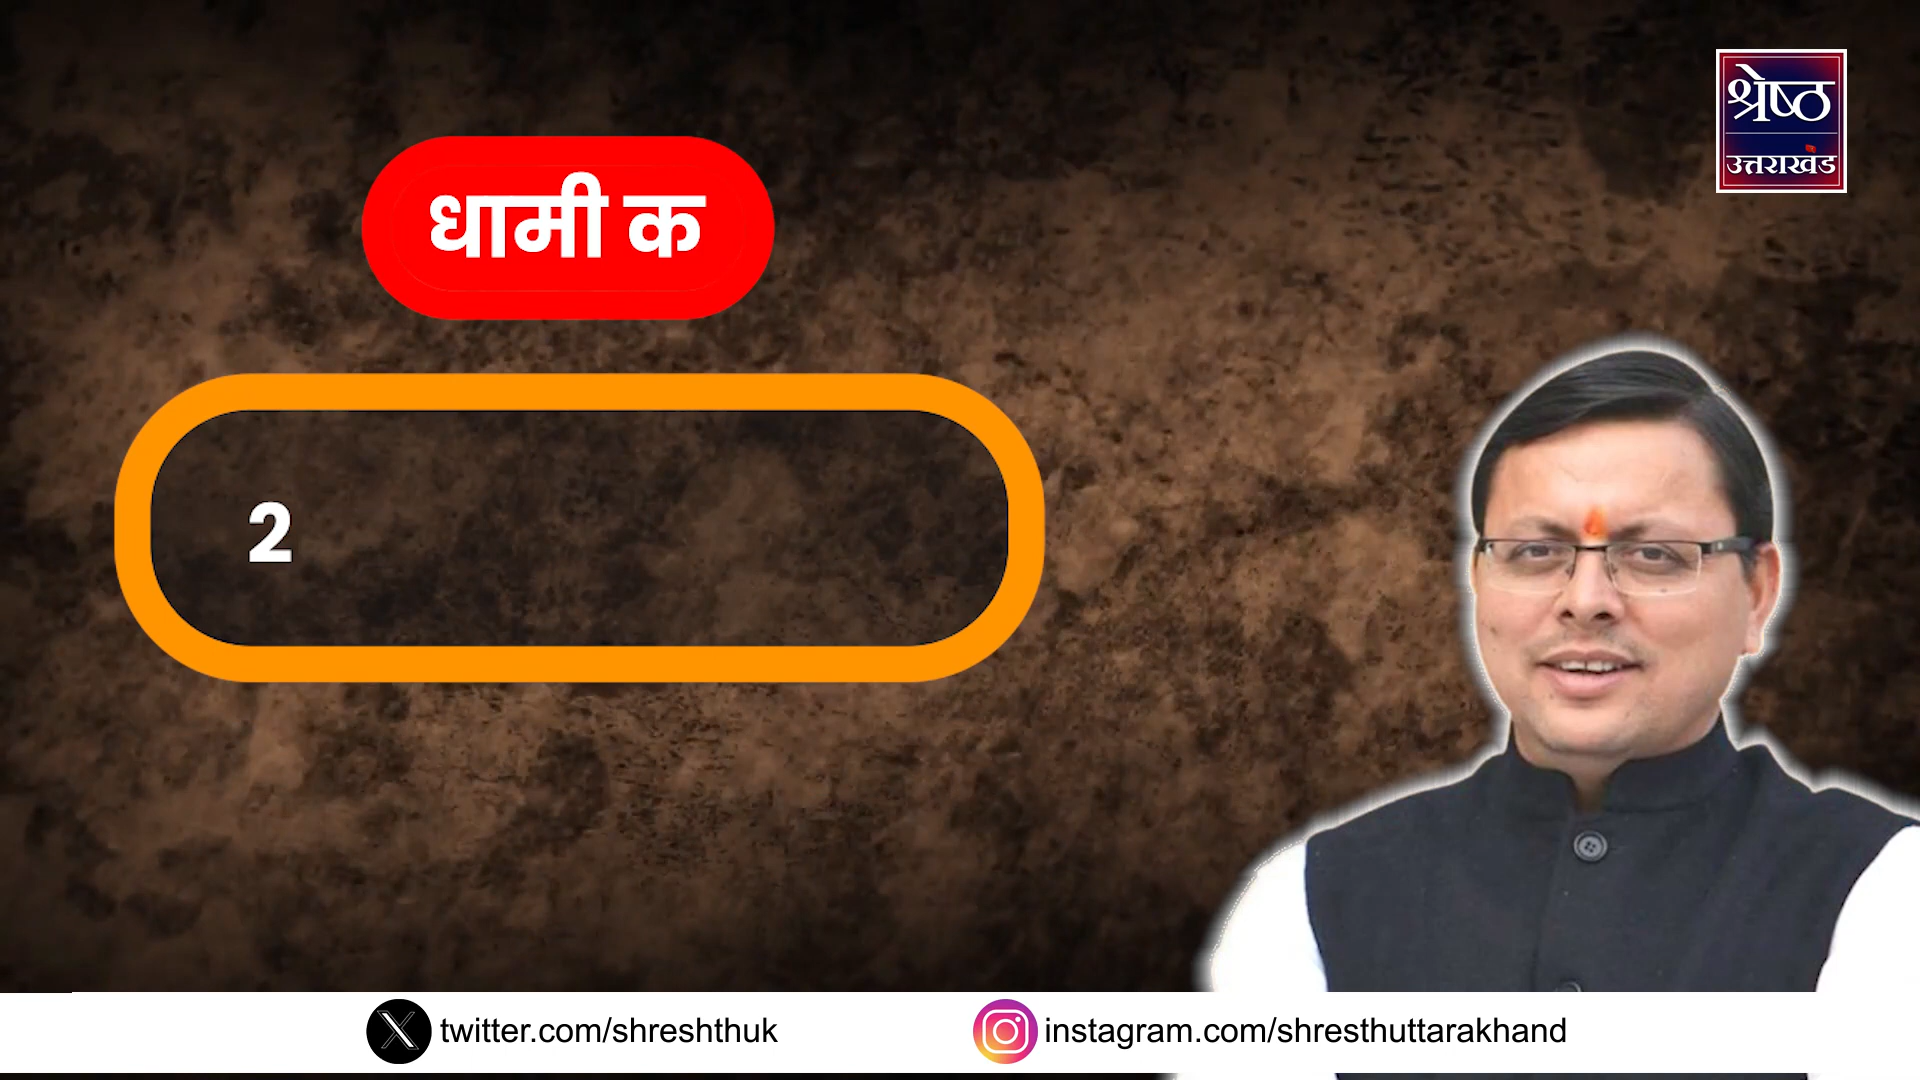 श्रेष्ठ
उत्तराखंड
धामी क
2
twitter.com/shreshthuk
instagram.com/shresthuttarakhand